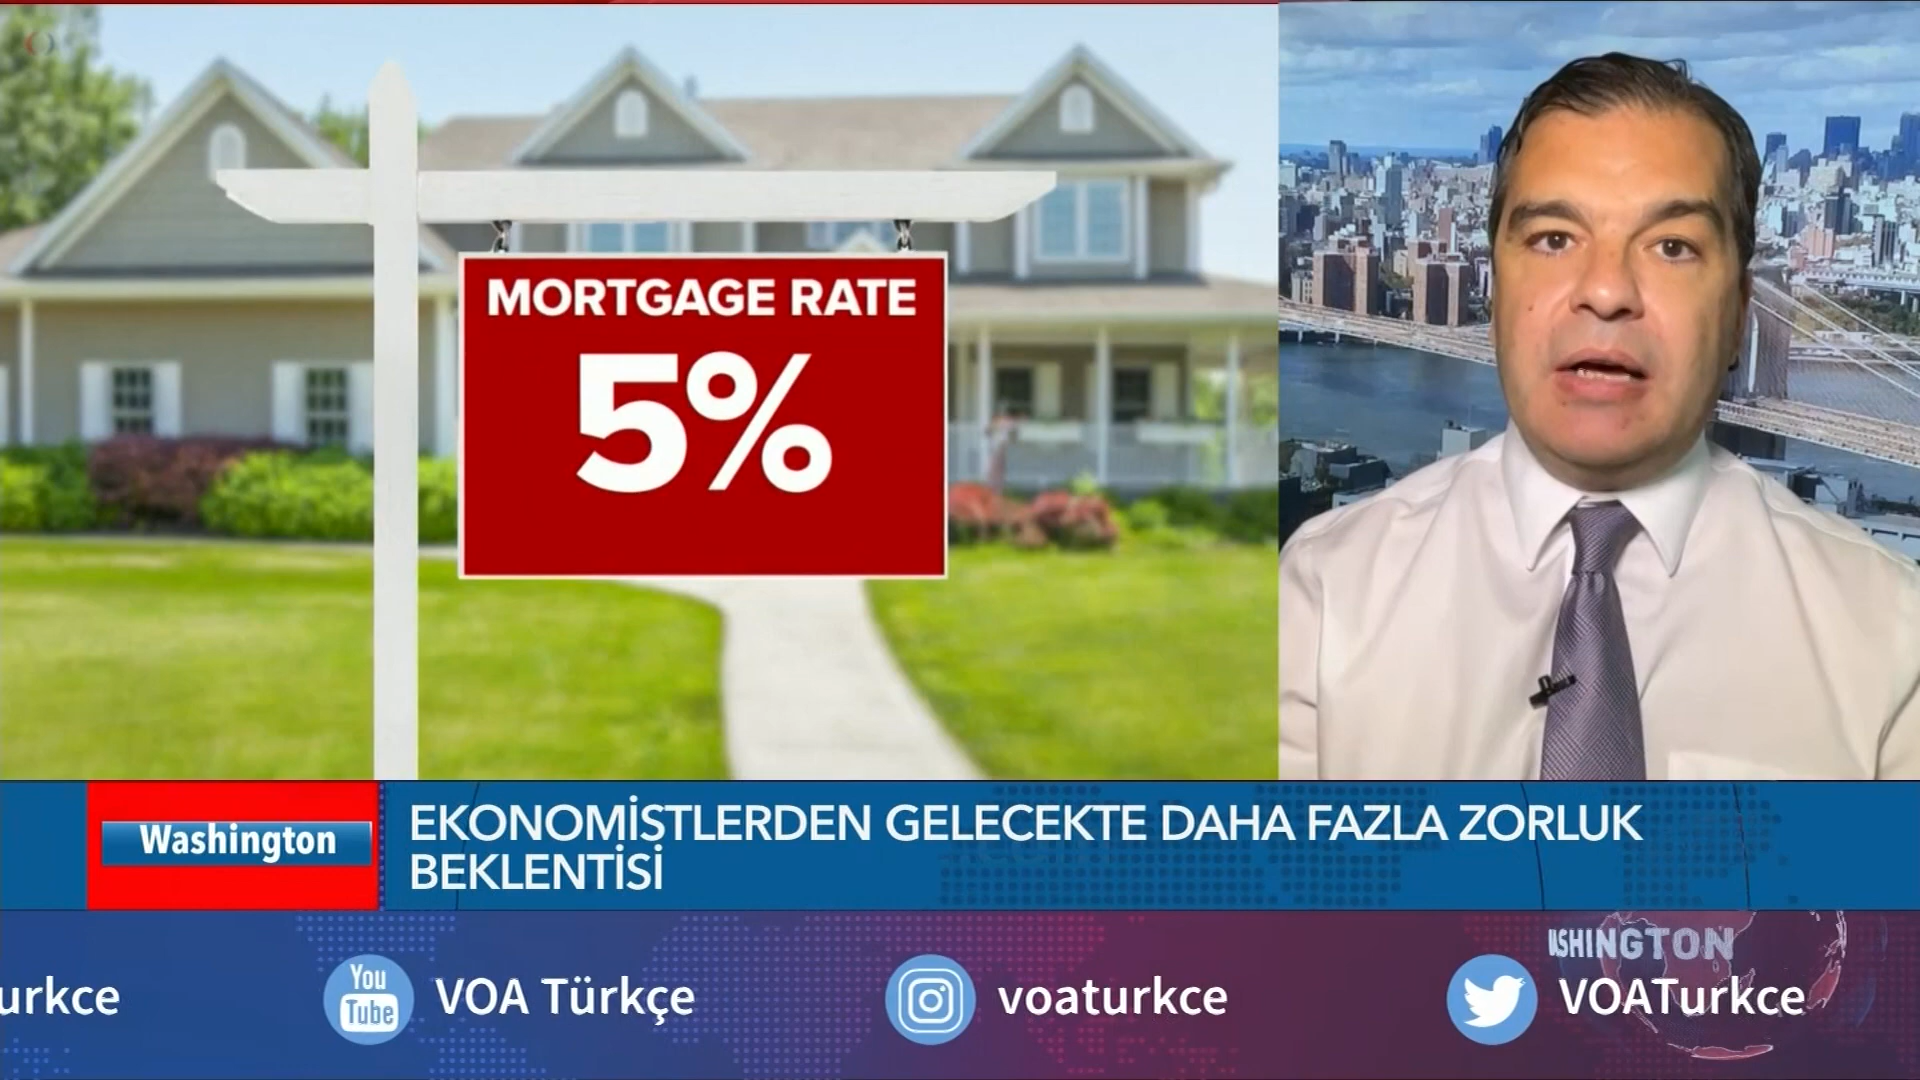 MORTGAGE RATE
5%
Washington
EKONOMİSTLERDEN GELECEKTE DAHA FAZLA ZORLUK
BEKLENTİSİ
urkce
You
Tube
VOA Türkçe
voaturkce
VOATurkce
SHINGTON